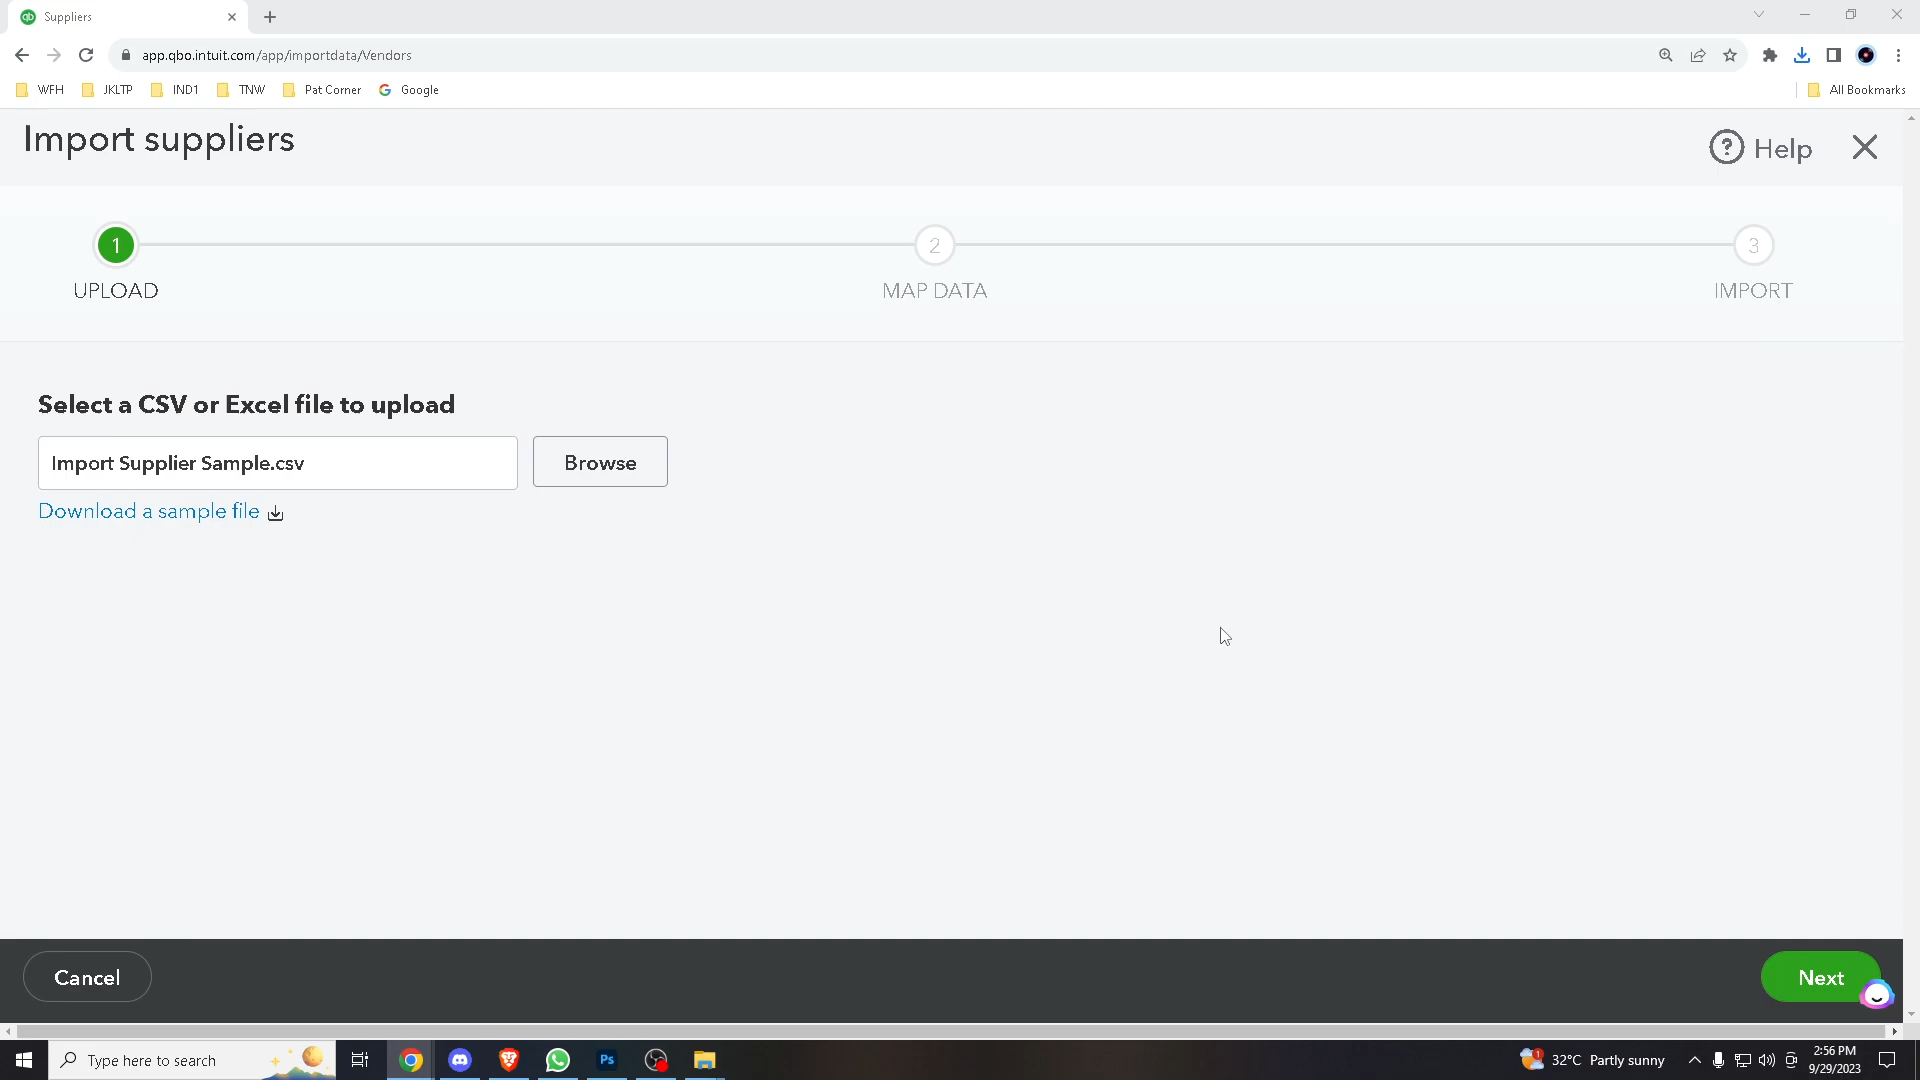 Suppliers
app.qbo.intuit.com/app/importdata/Vendors
WFH JKLTP IND1 TNW Pat Corner Google All Bookmarks
Import suppliers
? Help
1 2 3
UPLOAD MAP DATA IMPORT
Select a CSV or Excel file to upload
Import Supplier Sample.csv Browse
Download a sample file
Cancel Next
Type here to search
Ps
1 32°C Partly sunny
2:56 PM
9/29/2023